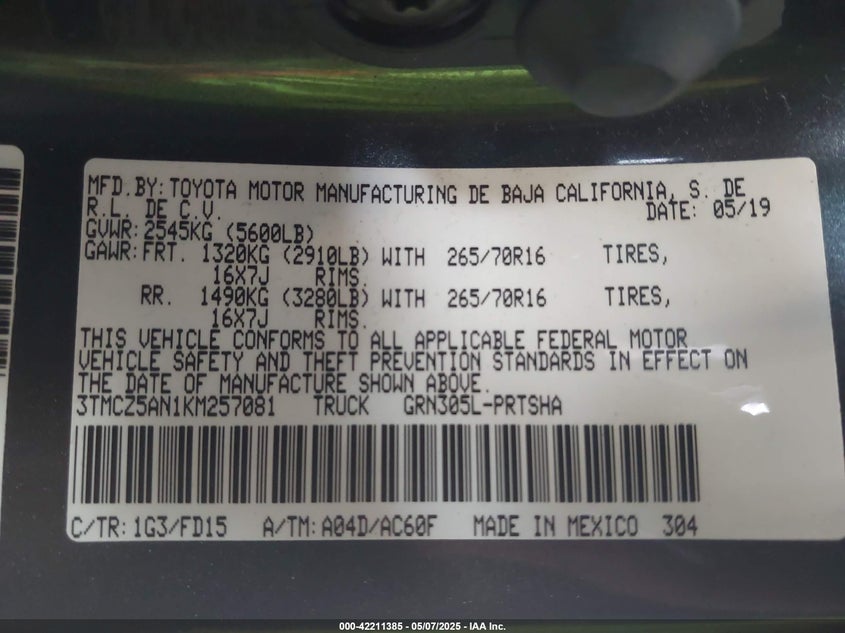 MFD.BY: TOYOTA MOTOR MANUFACTURING DE BAJA CALIFORNIA, S. DE
R.L. DE C.V. DATE: 05/19
GVWR: 2545KG (5600LB)
GAWR: FRT. 1320KG (2910LB) WITH 265/70R16 TIRES,
16X7J RIMS.
RR. 1490KG (3280LB) WITH 265/70R16 TIRES,
16X7J RIMS.
THIS VEHICLE CONFORMS TO ALL APPLICABLE FEDERAL MOTOR
VEHICLE SAFETY AND THEFT PREVENTION STANDARDS IN EFFECT ON
THE DATE OF MANUFACTURE SHOWN ABOVE.
3TMCZ5AN1KM257081 TRUCK GRN305L-PRTSHA
C/TR: 1G3/FD15 A/TM: A04D/AC60F MADE IN MEXICO 304
000-42211385 - 05/07/2025 - IAA Inc.